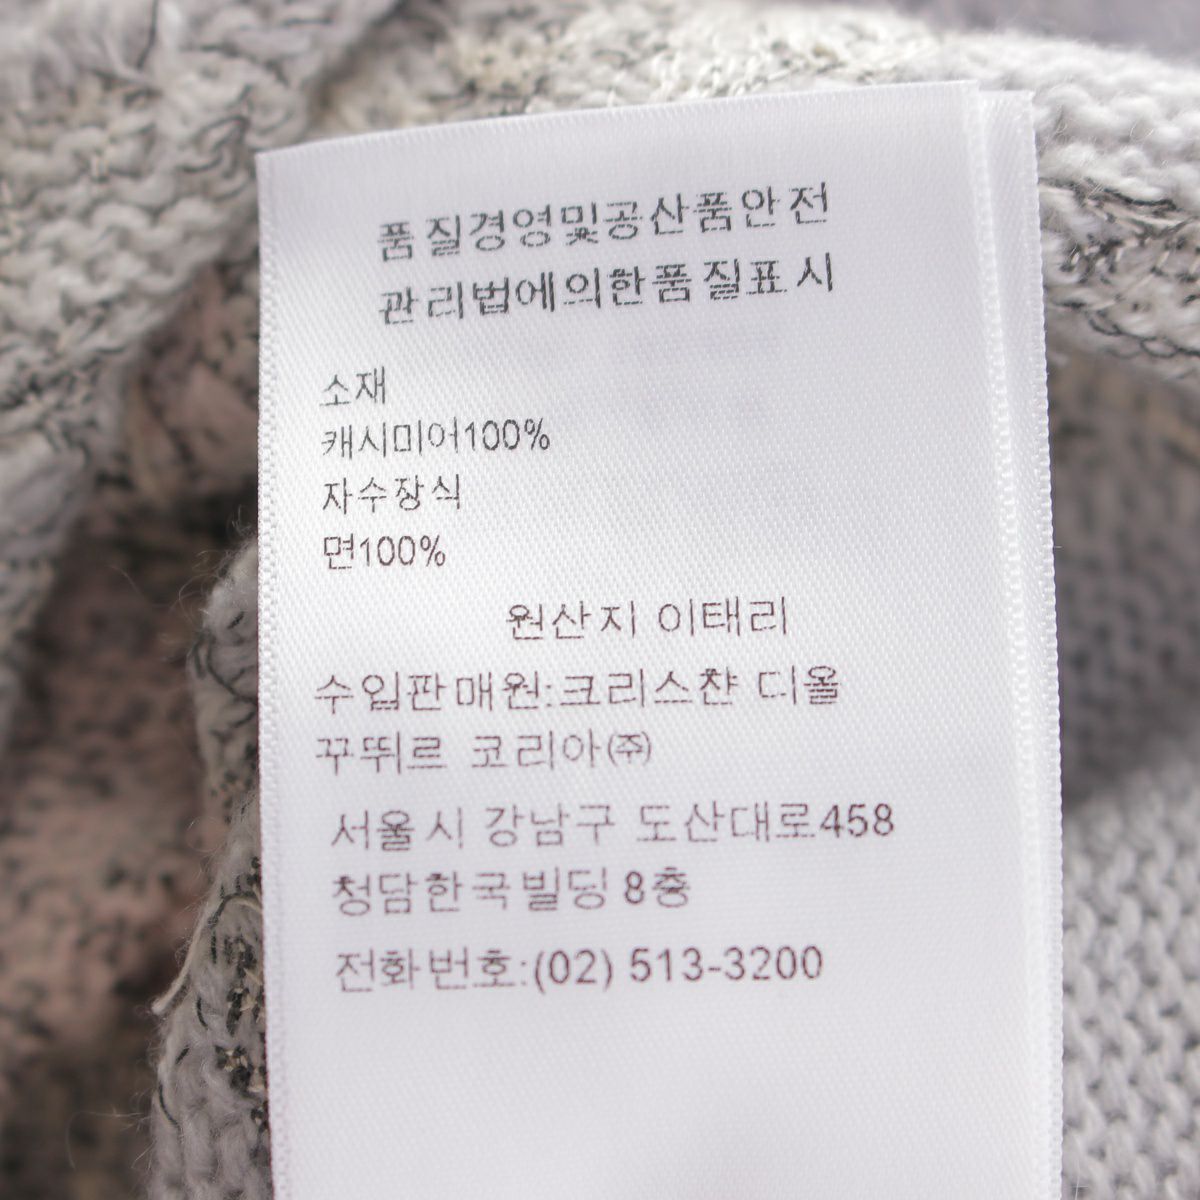 품질경영및공산품안전
관리법에의한품질표시
소재
캐시미어100%
자수장식
면100%
원산지 이태리
수입판매원:크리스챤 디올
꾸뛰르 코리아㈜
서울시 강남구 도산대로458
청담한국빌딩 8층
전화번호:(02) 513-3200